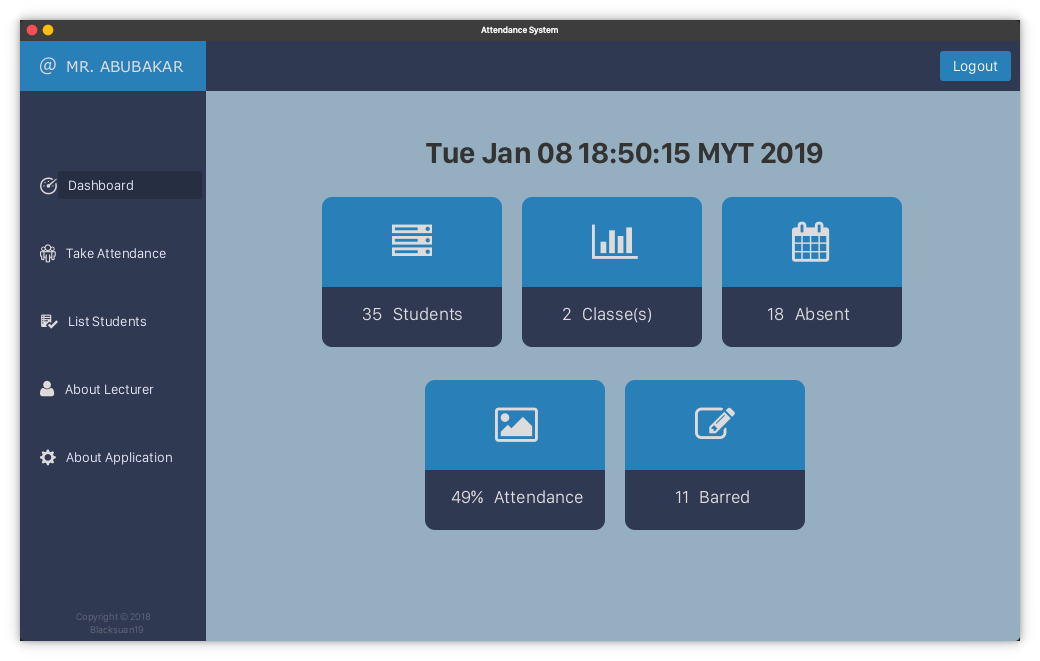 Attendance System
@ MR. ABUBAKAR
Logout
Tue Jan 08 18:50:15 MYT 2019
Dashboard
Take Attendance
List Students
About Lecturer
About Application
35 Students
2 Classe(s)
18 Absent
49% Attendance
11 Barred
Copyright © 2018
Blacksuan19